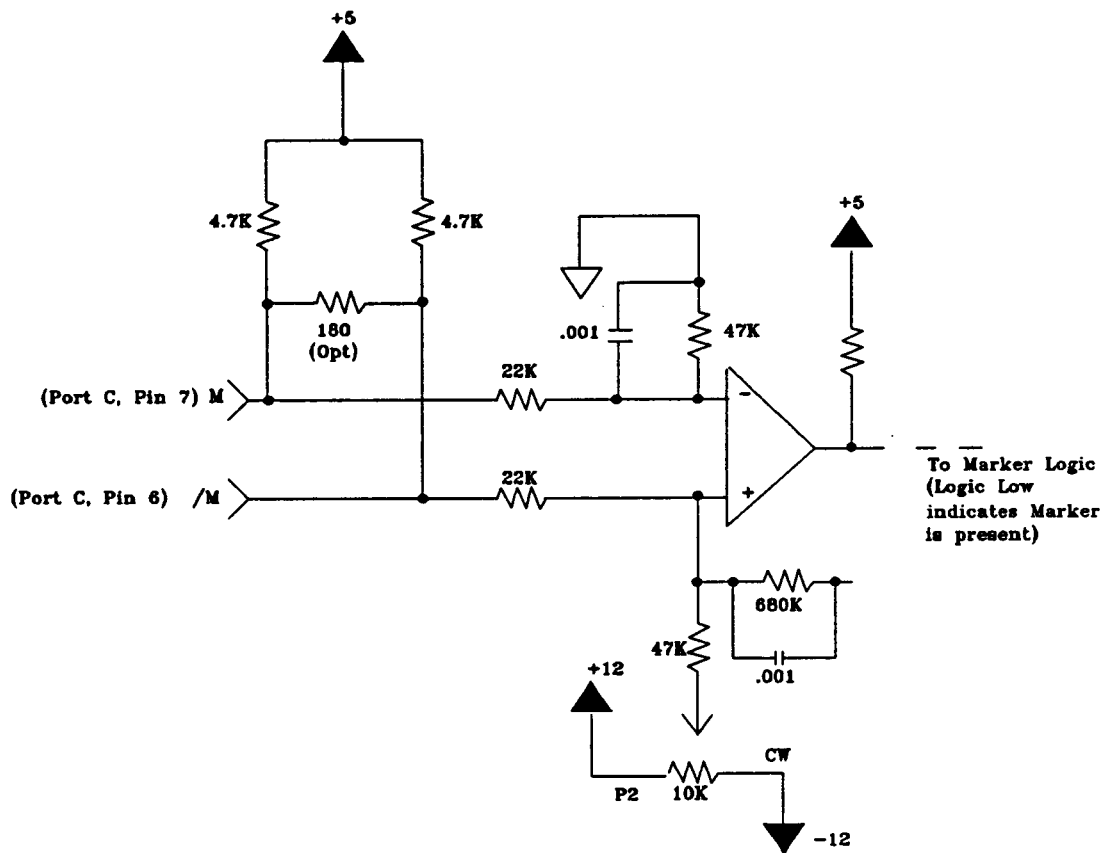 +5
4.7K
4.7K
+5
180
(Opt)
.001
47K
22K
(Port C, Pin 7) M
-
To Marker Logic
(Logic Low
indicates Marker
is present)
22K
(Port C, Pin 6) /M
+
680K
47K
.001
+12
CW
P2
10K
-12